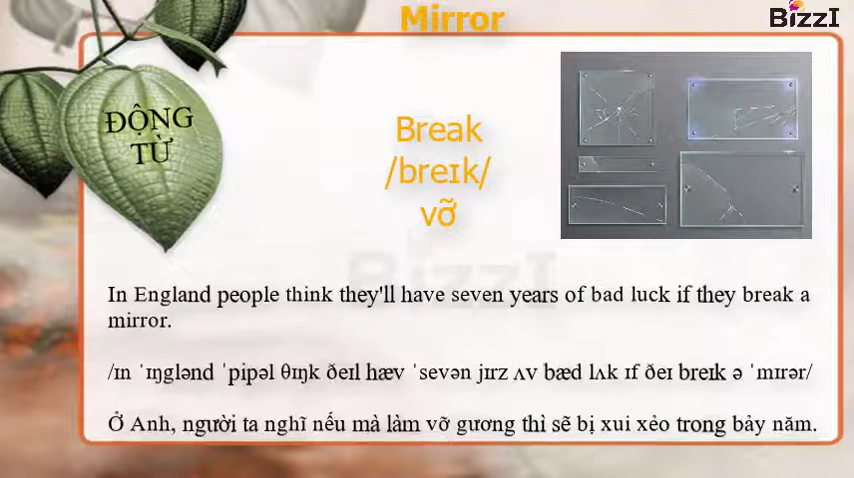 Mirror
BizzI
ĐỘNG
TỪ
Break
/breɪk/
vỡ
BizzI
In England people think they'll have seven years of bad luck if they break a
mirror.
/ɪn ˈɪŋglənd ˈpipəl θɪŋk ðeɪl hæv ˈsevən jɪrz ʌv bæd lʌk ɪf ðeɪ breɪk ə ˈmɪrər/
Ở Anh, người ta nghĩ nếu mà làm vỡ gương thì sẽ bị xui xẻo trong bảy năm.